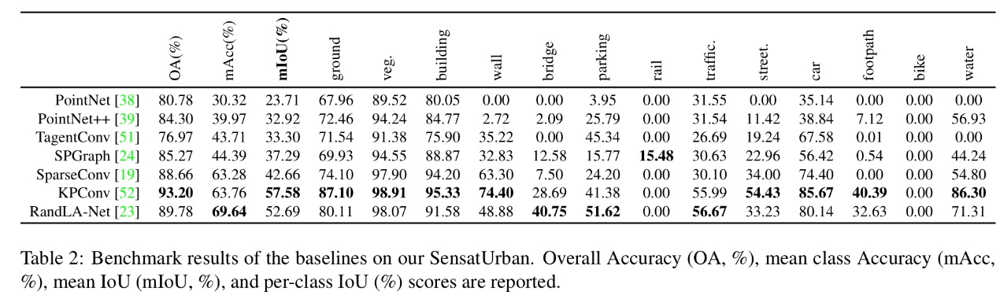 OA(%) mAcc(%) mIoU(%) ground veg. building wall bridge parking rail traffic. street. car footpath bike water
PointNet [38] 80.78 30.32 23.71 67.96 89.52 80.05 0.00 0.00 3.95 0.00 31.55 0.00 35.14 0.00 0.00 0.00
PointNet++ [39] 84.30 39.97 32.92 72.46 94.24 84.77 2.72 2.09 25.79 0.00 31.54 11.42 38.84 7.12 0.00 56.93
TagentConv [51] 76.97 43.71 33.30 71.54 91.38 75.90 35.22 0.00 45.34 0.00 26.69 19.24 67.58 0.01 0.00 0.00
SPGraph [24] 85.27 44.39 37.29 69.93 94.55 88.87 32.83 12.58 15.77 15.48 30.63 22.96 56.42 0.54 0.00 44.24
SparseConv [19] 88.66 63.28 42.66 74.10 97.90 94.20 63.30 7.50 24.20 0.00 30.10 34.00 74.40 0.00 0.00 54.80
KPConv [52] 93.20 63.76 57.58 87.10 98.91 95.33 74.40 28.69 41.38 0.00 55.99 54.43 85.67 40.39 0.00 86.30
RandLA-Net [23] 89.78 69.64 52.69 80.11 98.07 91.58 48.88 40.75 51.62 0.00 56.67 33.23 80.14 32.63 0.00 71.31
Table 2: Benchmark results of the baselines on our SensatUrban. Overall Accuracy (OA, %), mean class Accuracy (mAcc,
%), mean IoU (mIoU, %), and per-class IoU (%) scores are reported.